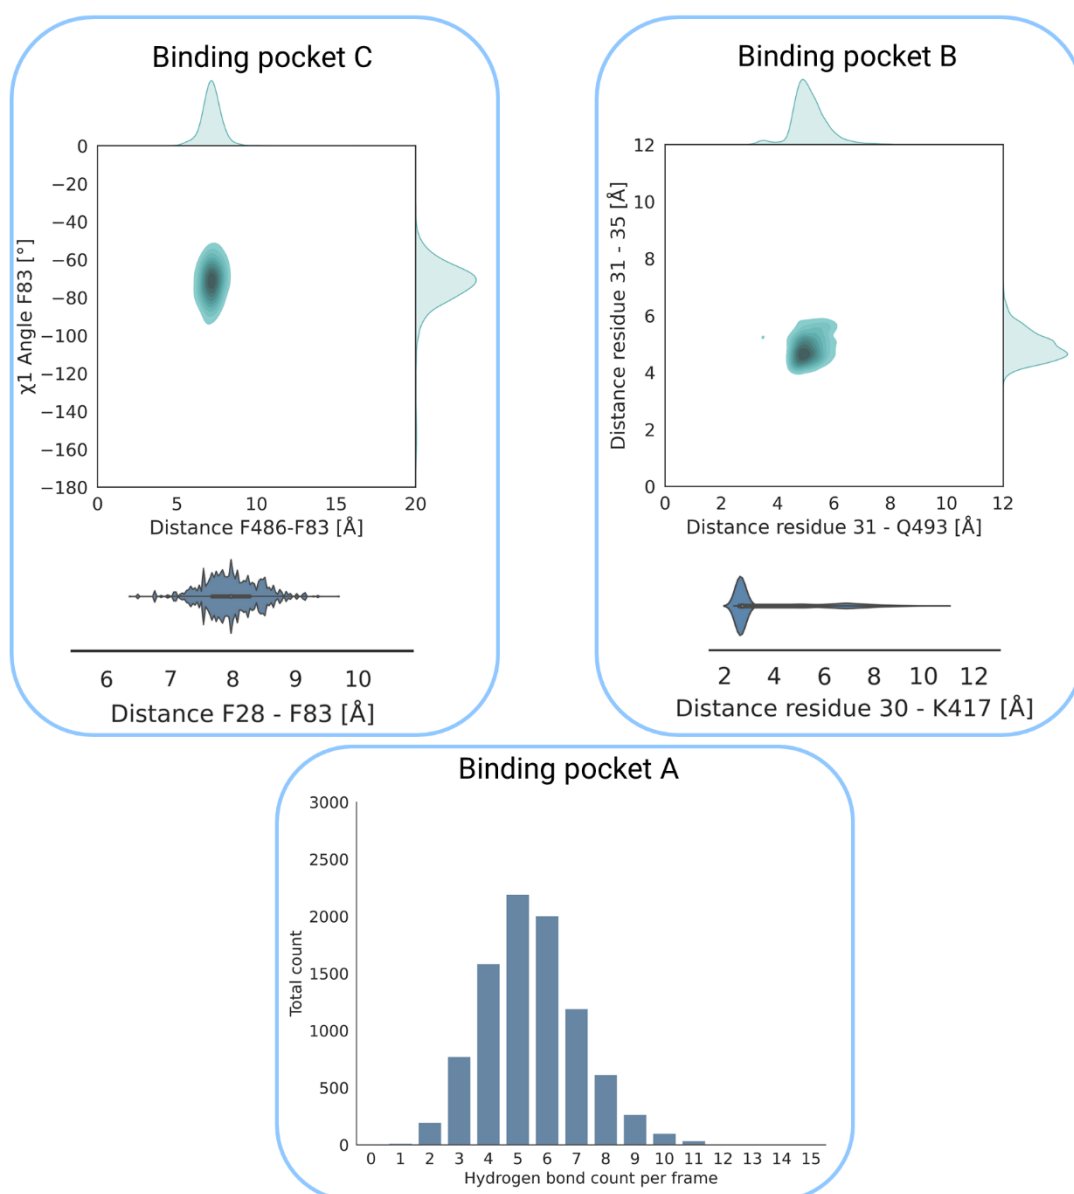 Binding pocket C
0
−20
−40
−60
−80
−100
−120
−140
−160
−180
χ1 Angle F83 [°]
0 5 10 15 20
Distance F486-F83 [Å]
6 7 8 9 10
Distance F28 - F83 [Å]
Binding pocket B
12
10
8
6
4
2
0
Distance residue 31 - 35 [Å]
0 2 4 6 8 10 12
Distance residue 31 - Q493 [Å]
2 4 6 8 10 12
Distance residue 30 - K417 [Å]
Binding pocket A
3000
2500
2000
1500
1000
500
0
Total count
0 1 2 3 4 5 6 7 8 9 10 11 12 13 14 15
Hydrogen bond count per frame